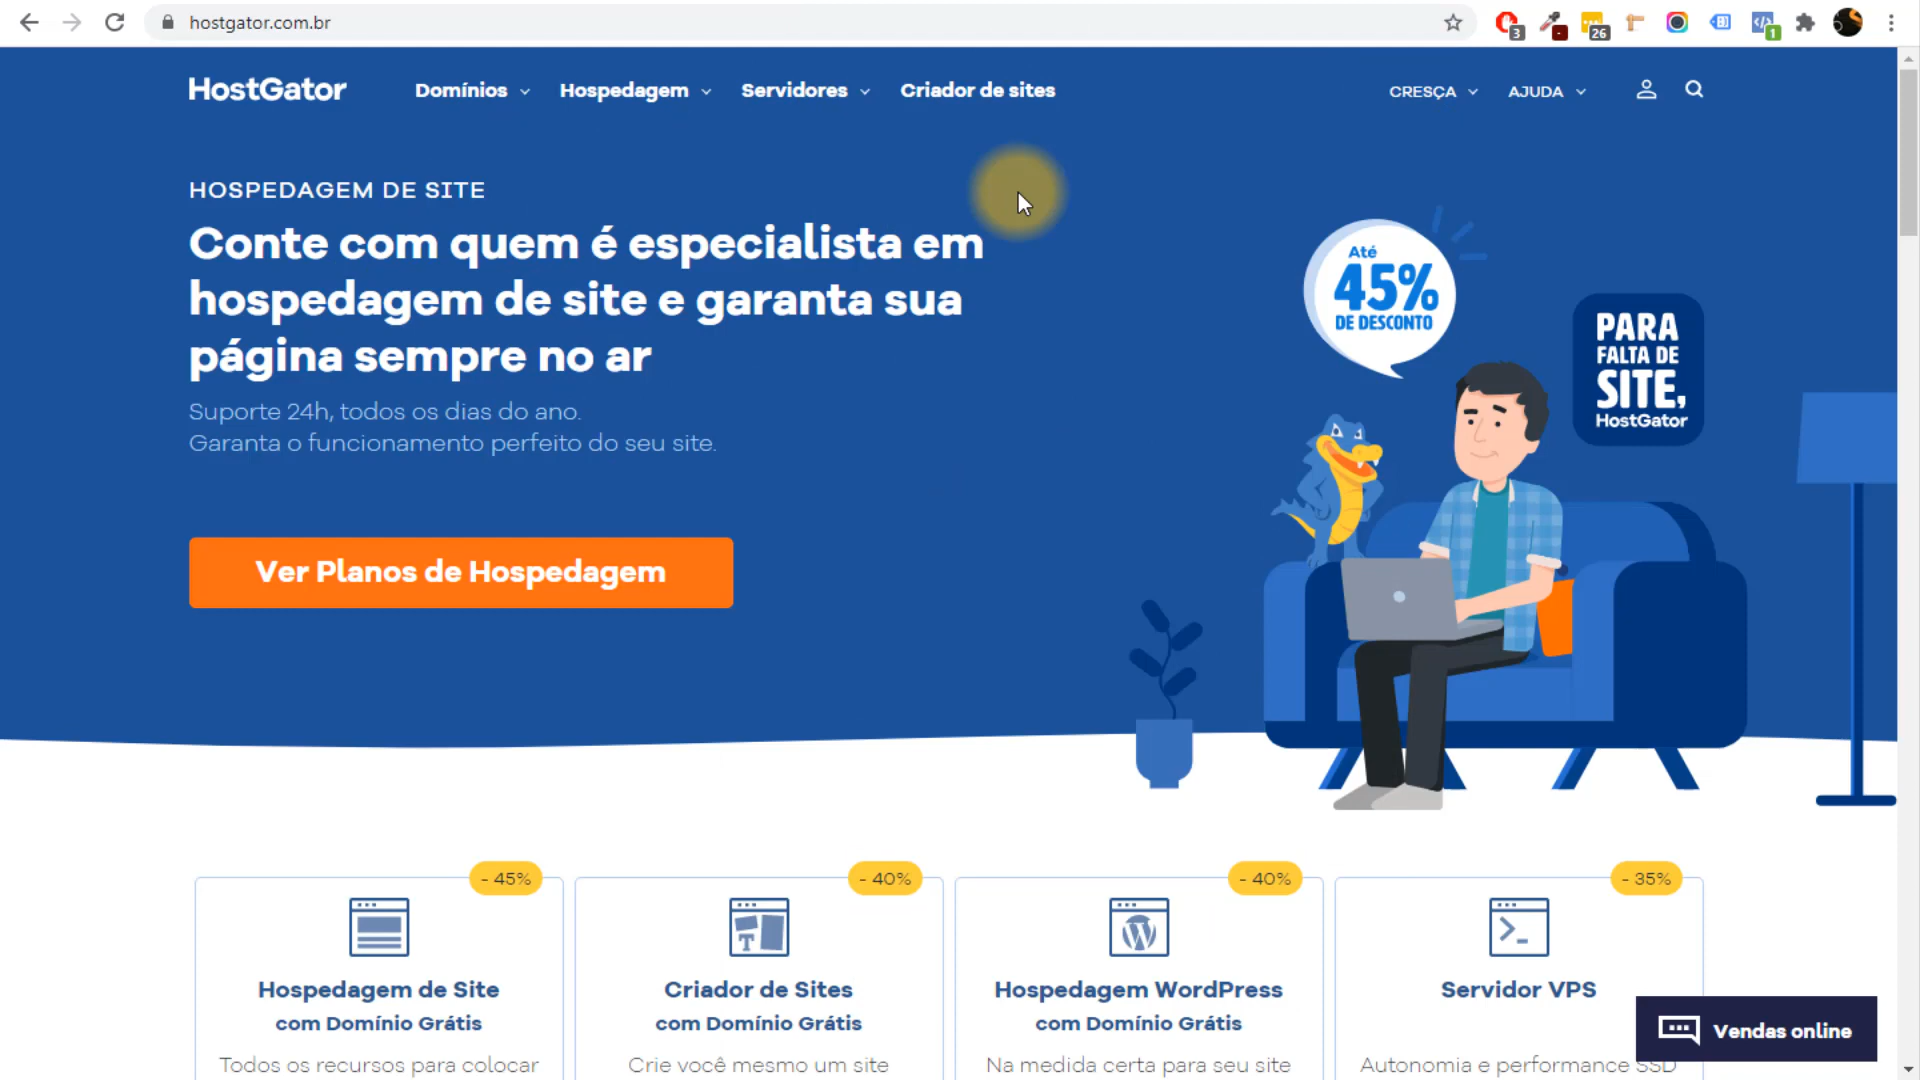 hostgator.com.br
3
-
26
1
HostGator
Domínios
Hospedagem
Servidores
Criador de sites
CRESÇA
AJUDA
HOSPEDAGEM DE SITE
Conte com quem é especialista em
hospedagem de site e garanta sua
página sempre no ar
Suporte 24h, todos os dias do ano.
Garanta o funcionamento perfeito do seu site.
Ver Planos de Hospedagem
Até
45%
DE DESCONTO
PARA
FALTA DE
SITE,
HostGator
- 45%
Hospedagem de Site
com Domínio Grátis
Todos os recursos para colocar
- 40%
Criador de Sites
com Domínio Grátis
Crie você mesmo um site
- 40%
Hospedagem WordPress
com Domínio Grátis
Na medida certa para seu site
- 35%
Servidor VPS
Autonomia e performance SSD
Vendas online